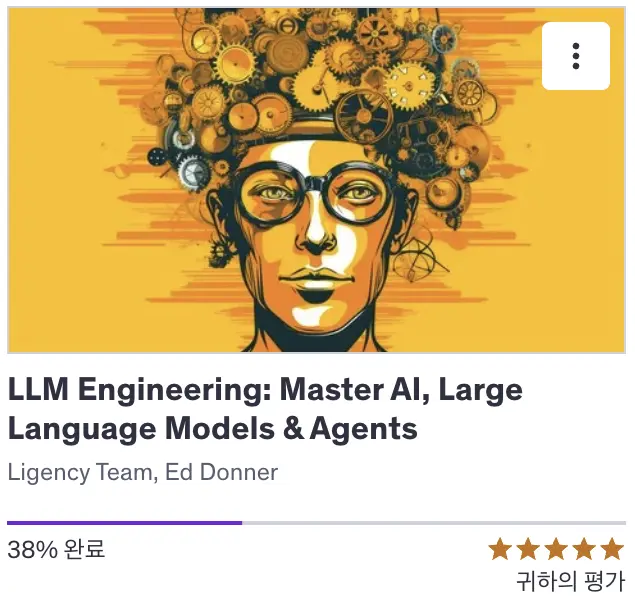 LLM Engineering: Master AI, Large
Language Models & Agents
Ligency Team, Ed Donner
38% 완료
귀하의 평가